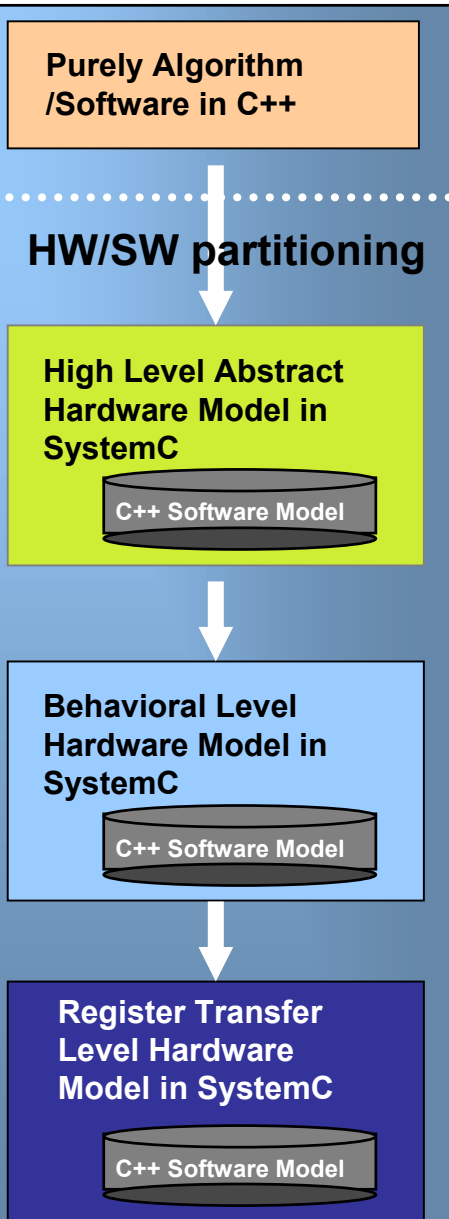 Purely Algorithm
/Software in C++
HW/SW partitioning
High Level Abstract
Hardware Model in
SystemC
C++ Software Model
Behavioral Level
Hardware Model in
SystemC
C++ Software Model
Register Transfer
Level Hardware
Model in SystemC
C++ Software Model